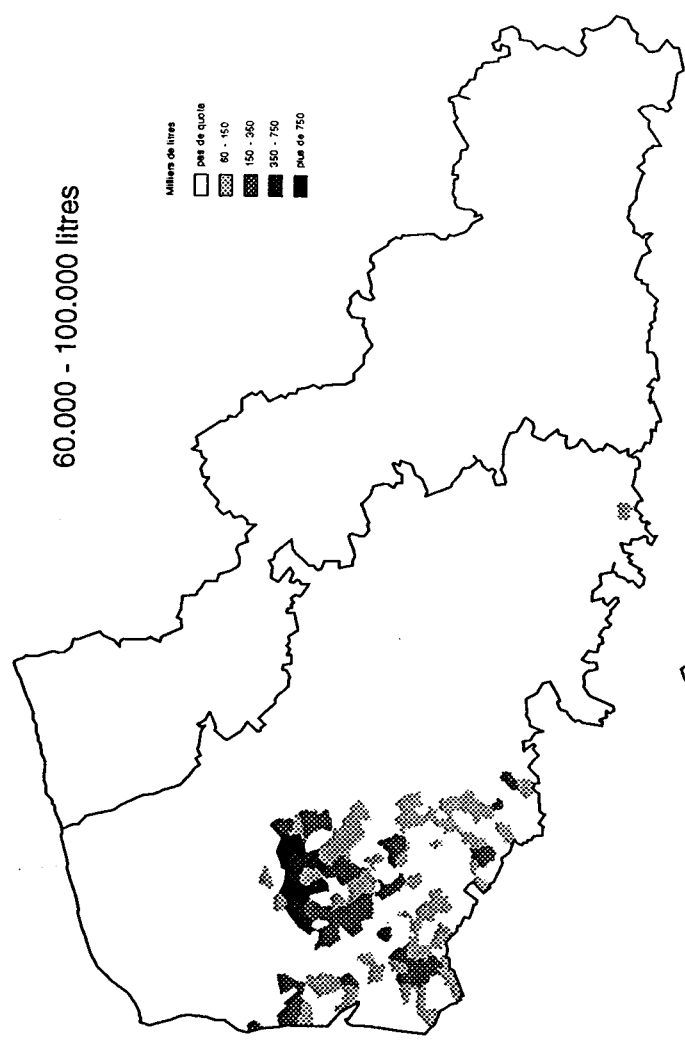 60.000 - 100.000 litres
Milliers de litres
pas de quota
60 - 150
150 - 350
350 - 750
plus de 750